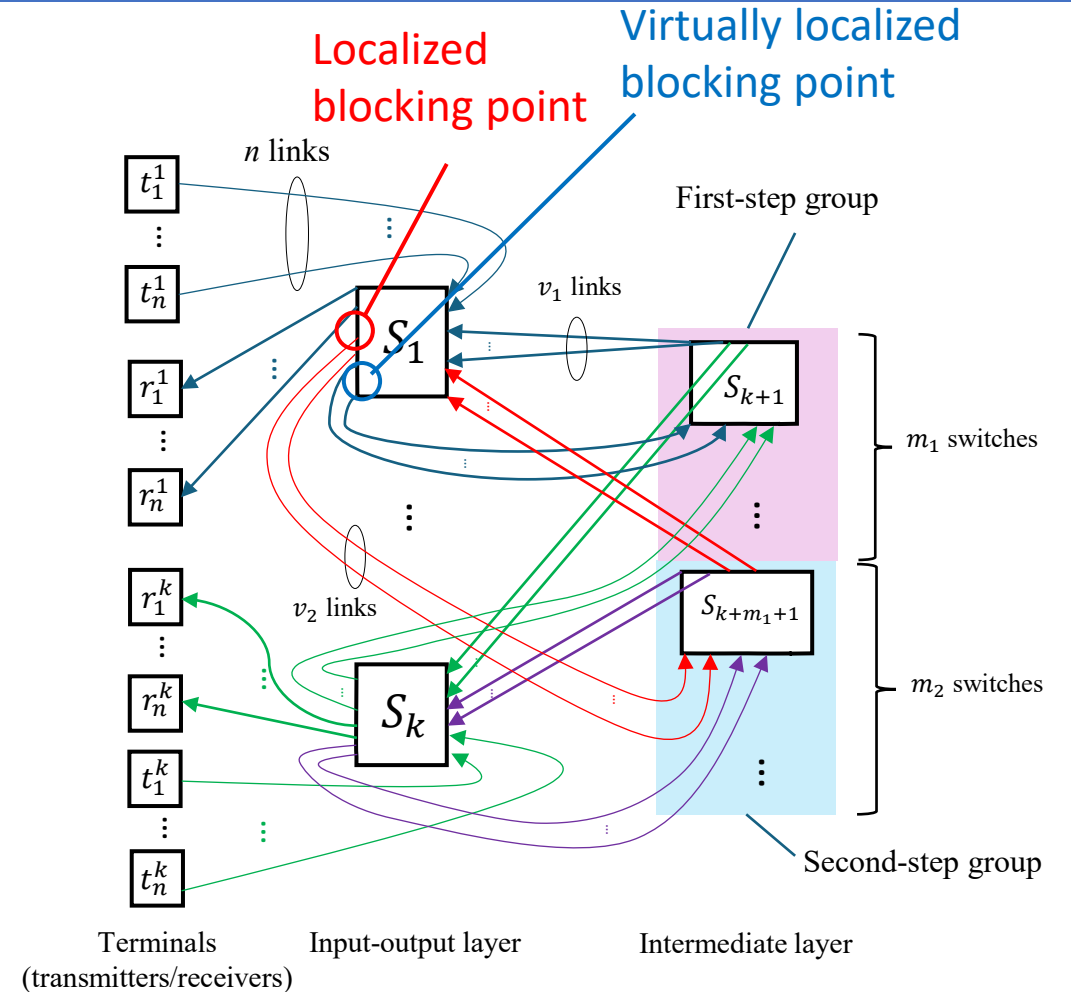 Localized
blocking point
Virtually localized
blocking point
n links
t₁¹
⋮
tₙ¹
⋮
r₁¹
⋮
rₙ¹
⋮
S₁
v₁ links
First-step group
Sₖ₊₁
m₁ switches
⋮
⋮
v₂ links
r₁ᵏ
⋮
rₙᵏ
⋮
t₁ᵏ
⋮
tₙᵏ
⋮
Sₖ
S_{k+m₁+1}
m₂ switches
⋮
Second-step group
Terminals
(transmitters/receivers)
Input-output layer
Intermediate layer